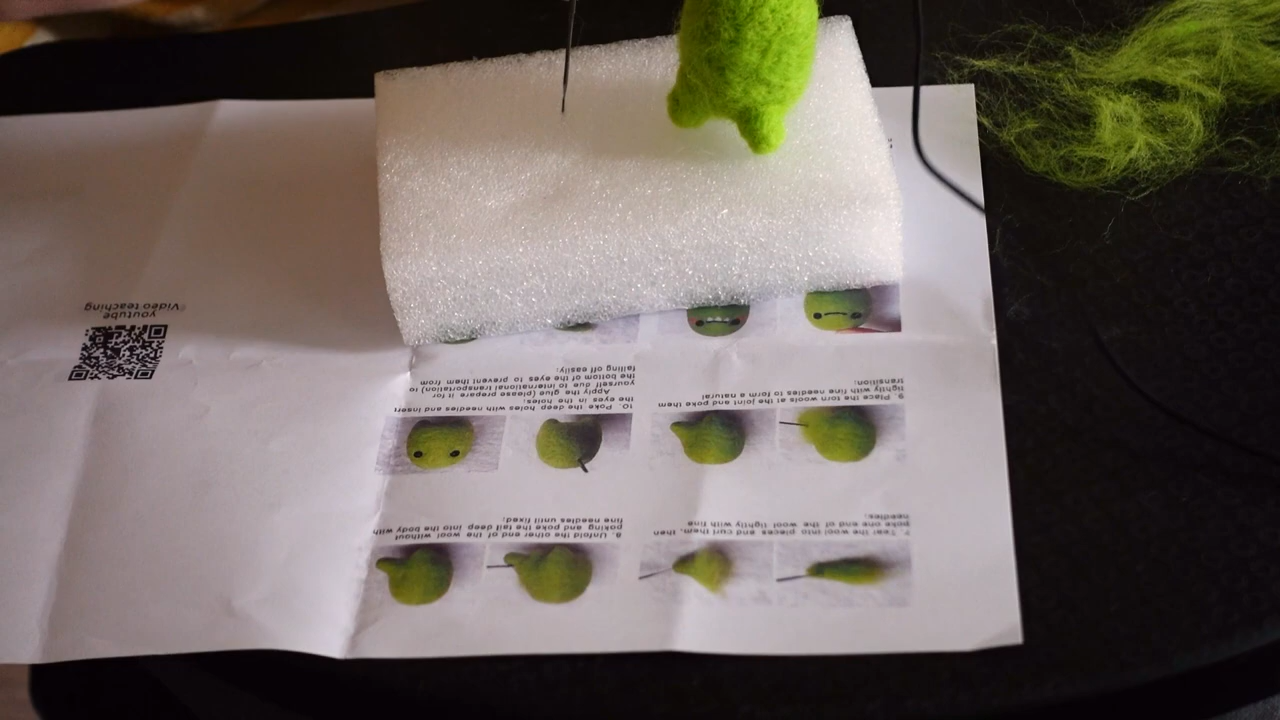 7. Tear the wool into pieces and curl them, then
poke one end of the wool tightly with fine
needles;
8. Unfold the other end of the wool without
poking and poke the tail deep into the body with
fine needles until fixed;
9. Place the torn wools at the joint and poke them
tightly with fine needles to form a natural
transition;
10. Poke the deep holes with needles and insert
the eyes in the holes;
Apply the glue (please prepare it for
yourself due to international transportation) to
the bottom of the eyes to prevent them from
falling off easily;
youtube
Video teaching